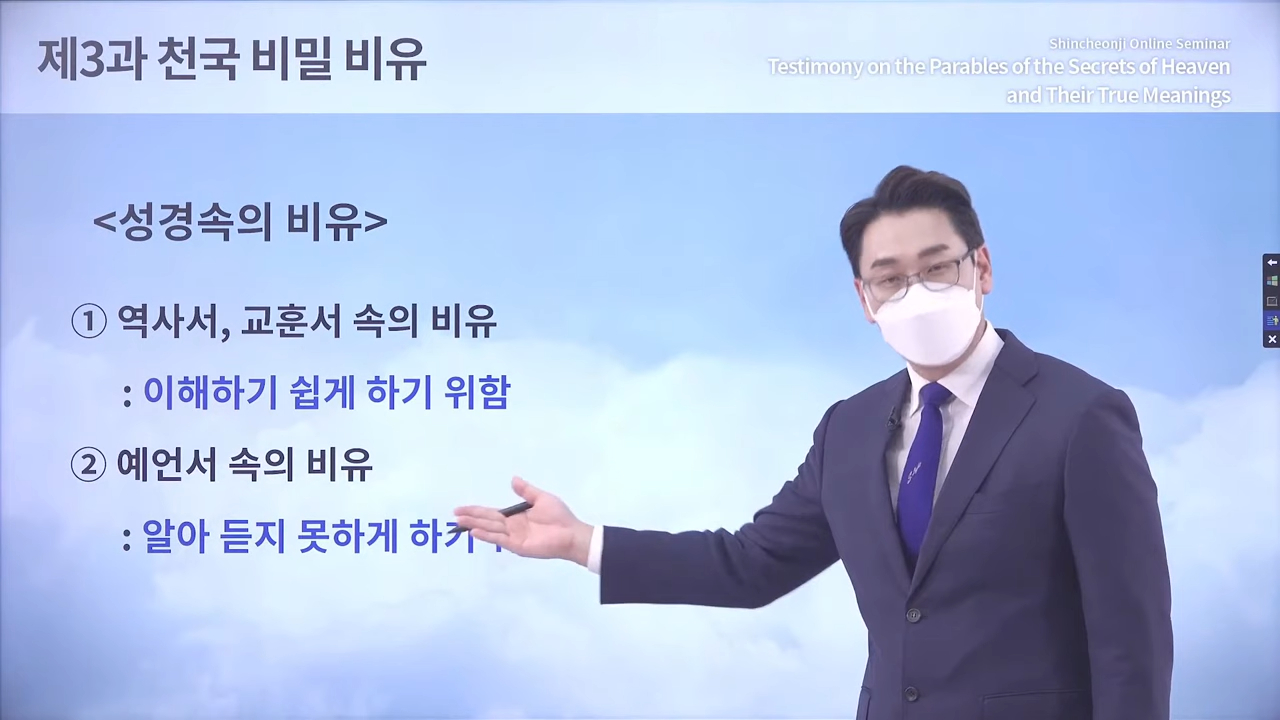 제3과 천국 비밀 비유
Shincheonji Online Seminar
Testimony on the Parables of the Secrets of Heaven
and Their True Meanings
<성경속의 비유>
① 역사서, 교훈서 속의 비유
: 이해하기 쉽게 하기 위함
② 예언서 속의 비유
: 알아 듣지 못하게 하기